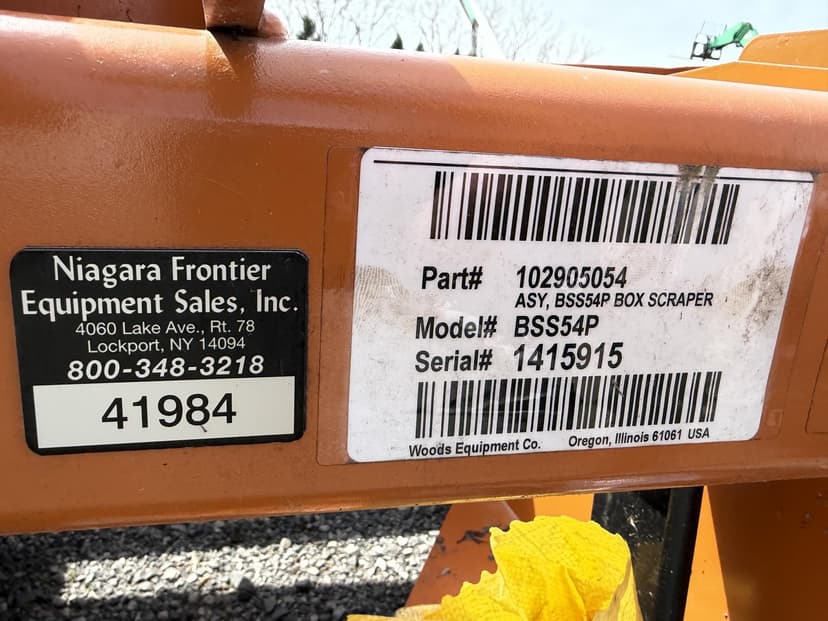 Niagara Frontier
Equipment Sales, Inc.
4060 Lake Ave., Rt. 78
Lockport, NY 14094
800-348-3218
41984
Part# 102905054
ASY, BSS54P BOX SCRAPER
Model# BSS54P
Serial# 1415915
Woods Equipment Co. Oregon, Illinois 61061 USA